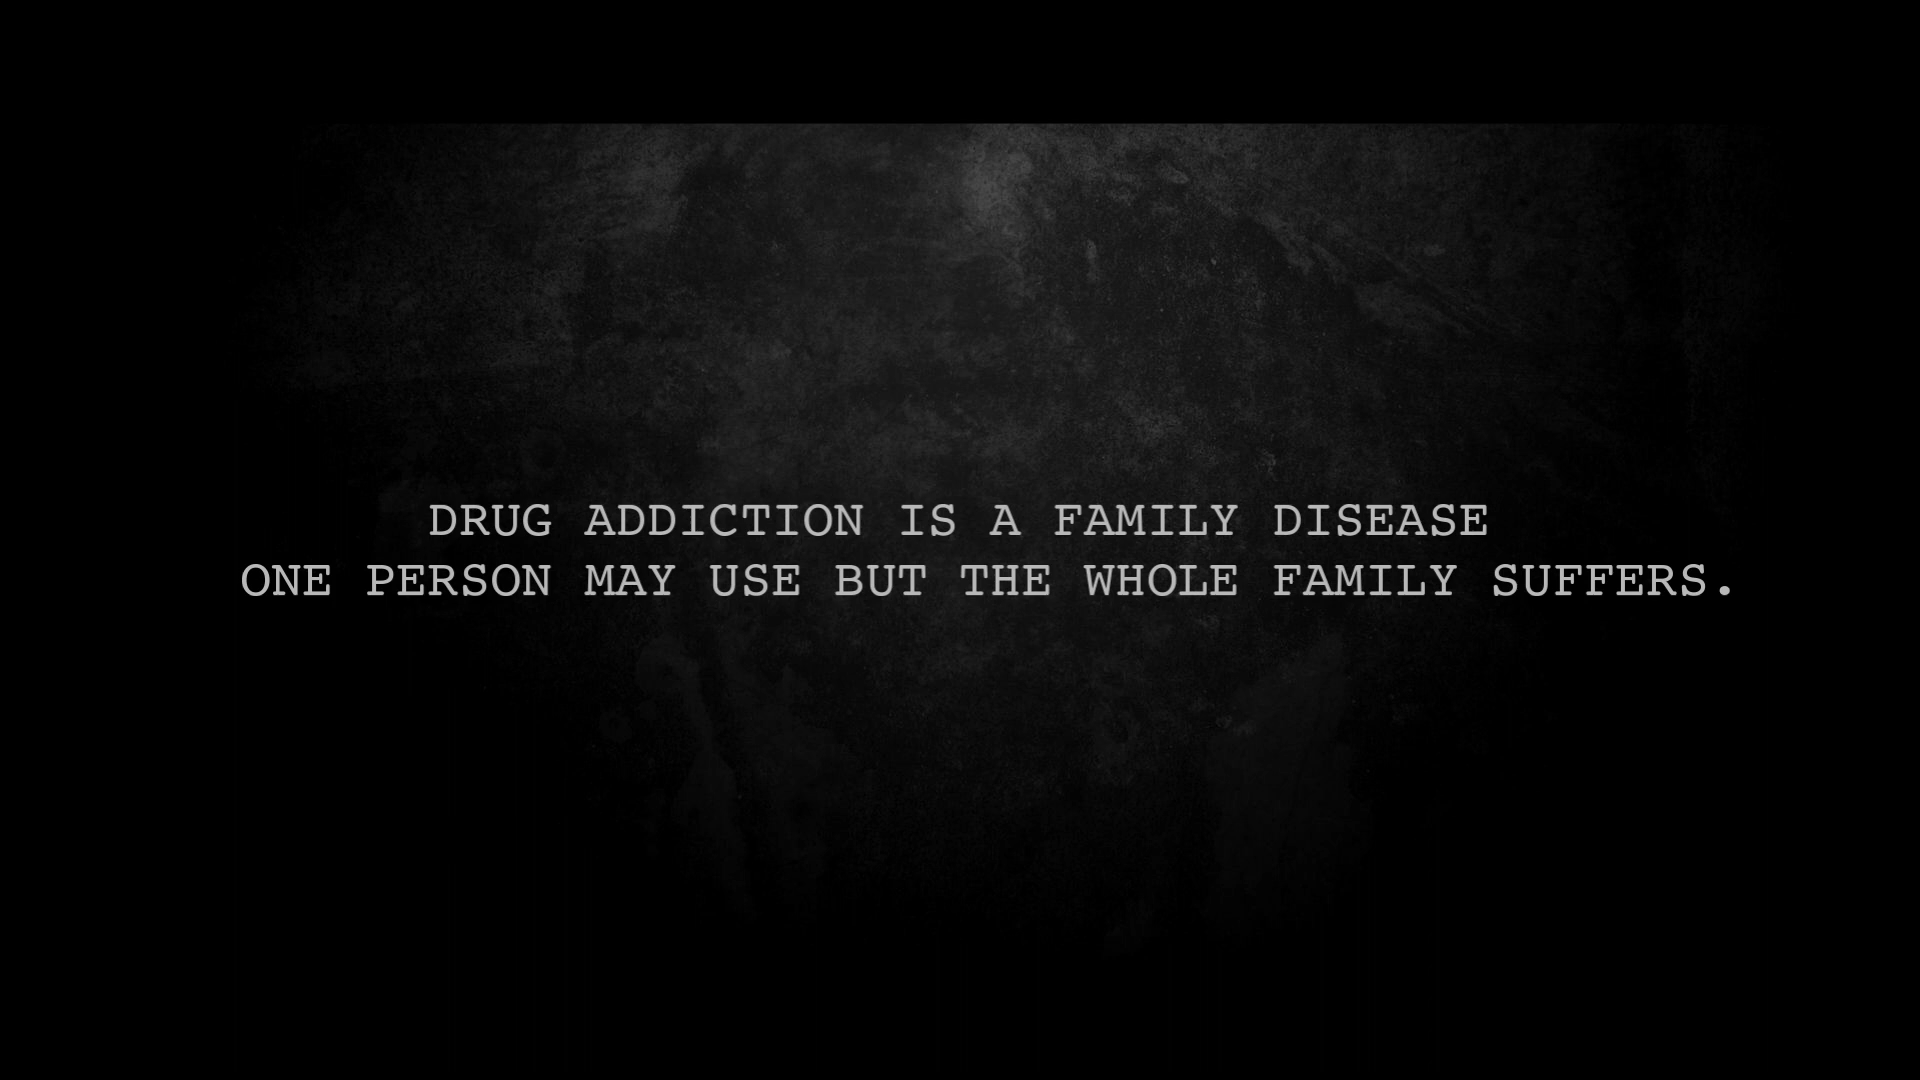 DRUG ADDICTION IS A FAMILY DISEASE
ONE PERSON MAY USE BUT THE WHOLE FAMILY SUFFERS.